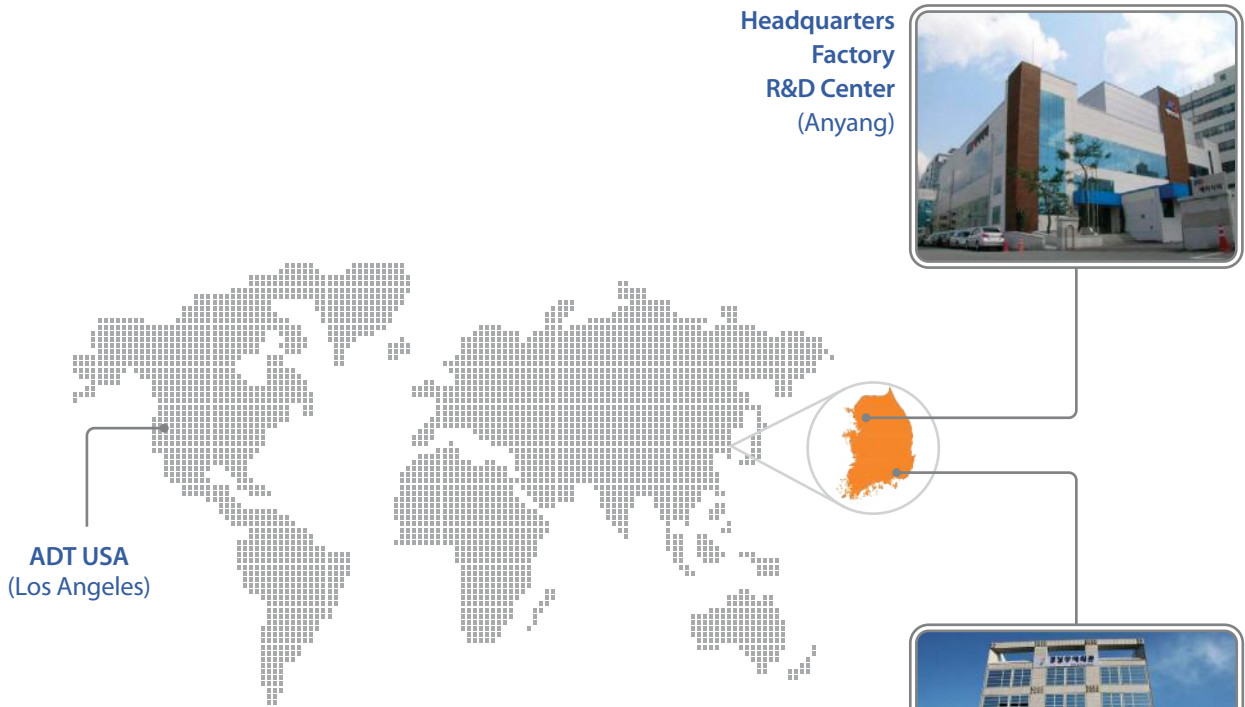 Headquarters
Factory
R&D Center
(Anyang)
ADT USA
(Los Angeles)